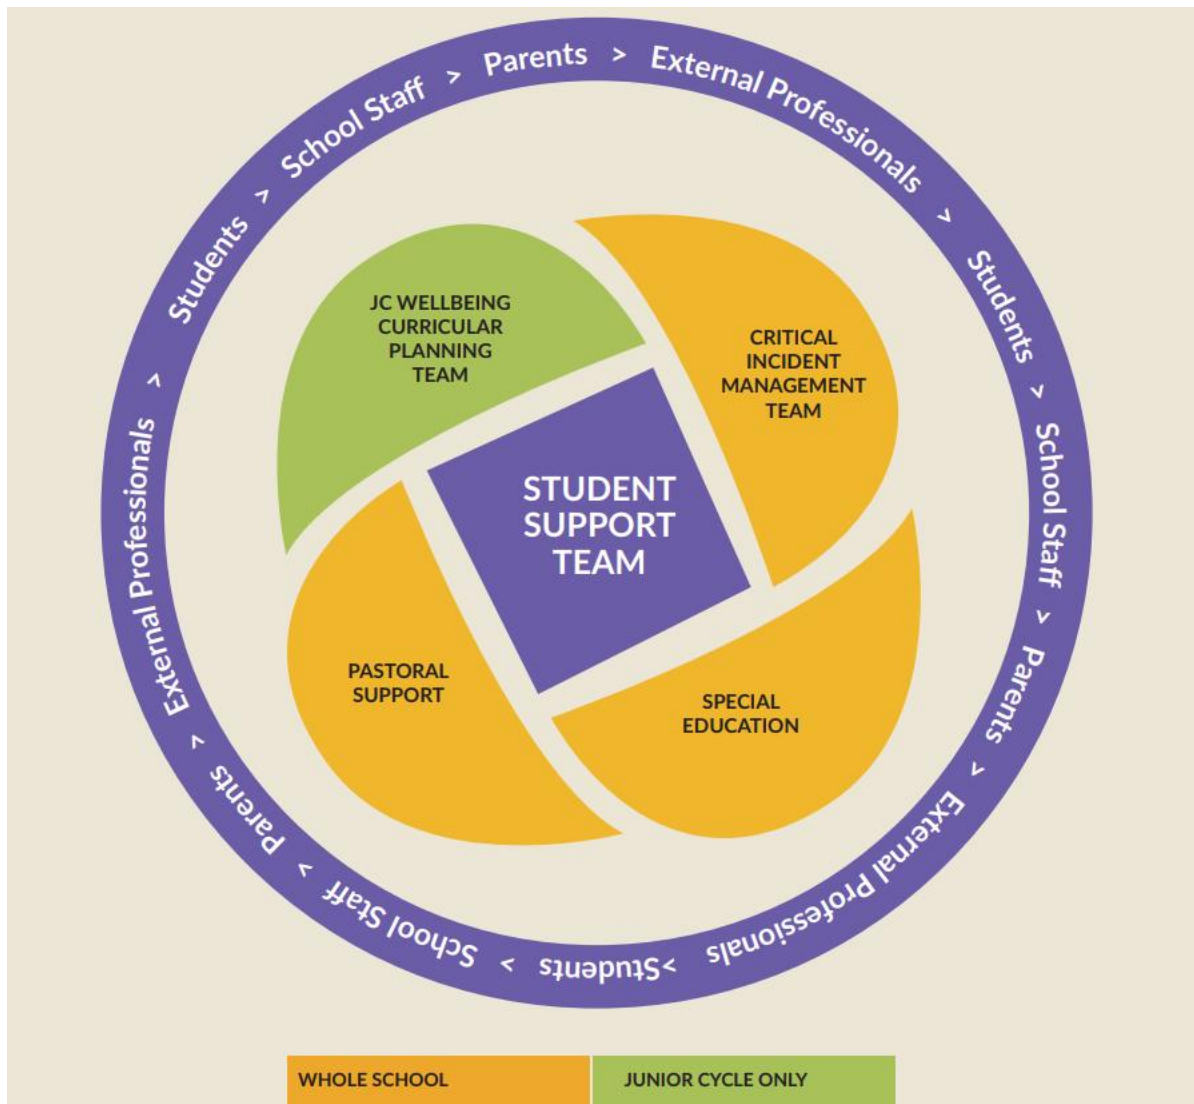 Students > School Staff > Parents > External Professionals > Students > School Staff > Parents > External Professionals >Students > School Staff > Parents > External Professionals >
JC WELLBEING
CURRICULAR
PLANNING
TEAM
CRITICAL
INCIDENT
MANAGEMENT
TEAM
STUDENT
SUPPORT
TEAM
PASTORAL
SUPPORT
SPECIAL
EDUCATION
WHOLE SCHOOL
JUNIOR CYCLE ONLY